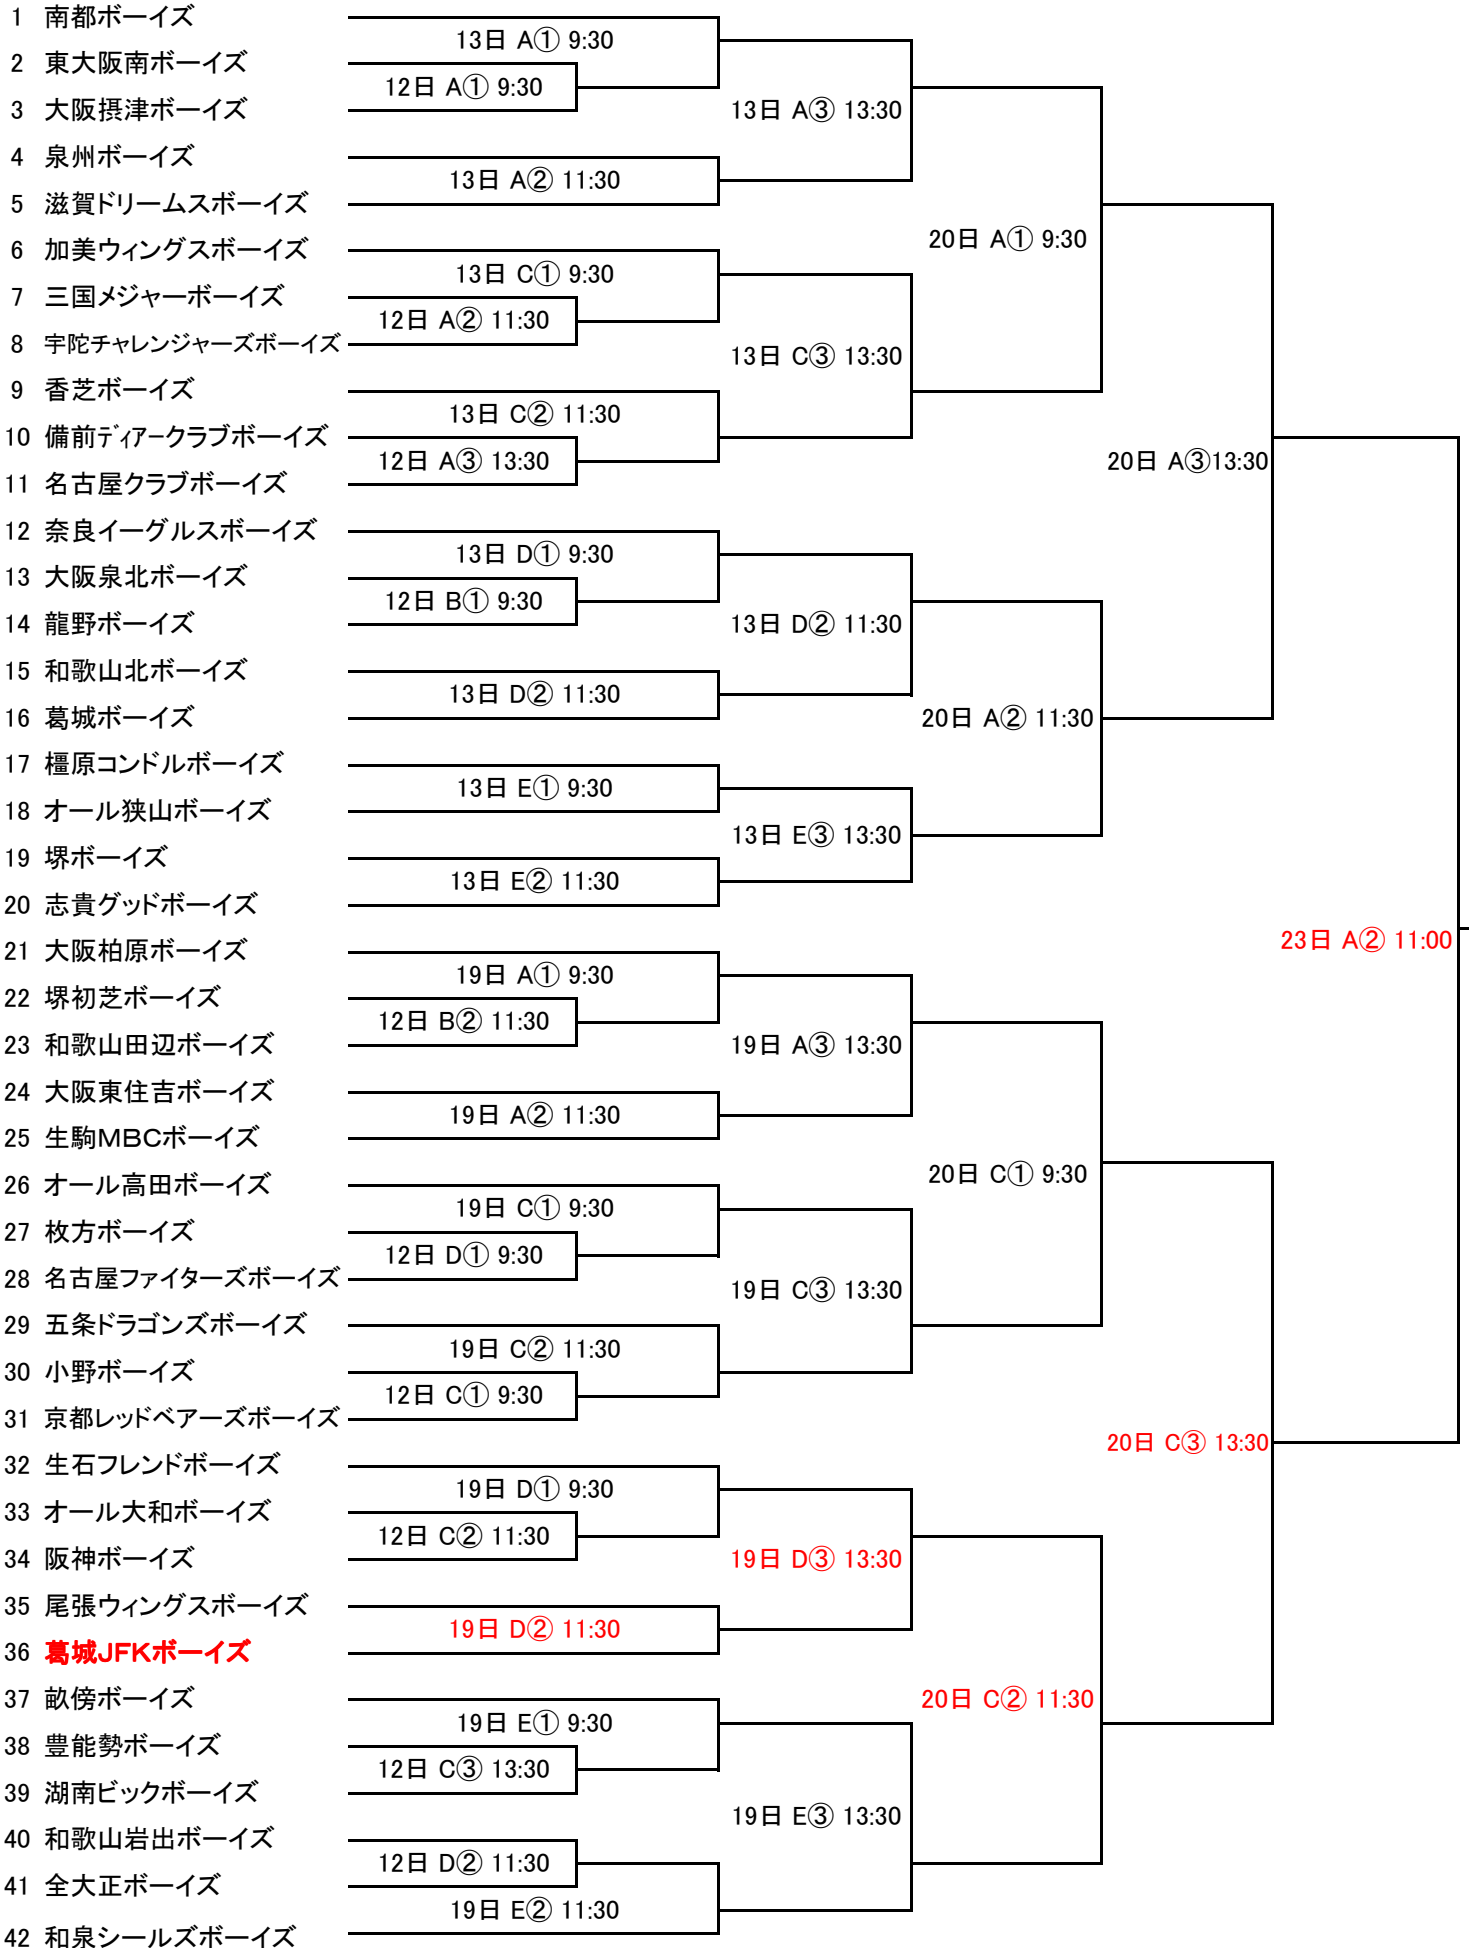 1 南都ボーイズ
13日 A① 9:30
2 東大阪南ボーイズ
12日 A① 9:30
3 大阪摂津ボーイズ
13日 A③ 13:30
4 泉州ボーイズ
13日 A② 11:30
5 滋賀ドリームスボーイズ
20日 A① 9:30
6 加美ウィングスボーイズ
13日 C① 9:30
7 三国メジャーボーイズ
12日 A② 11:30
8 宇陀チャレンジャーズボーイズ
13日 C③ 13:30
9 香芝ボーイズ
13日 C② 11:30
10 備前ディアークラブボーイズ
12日 A③ 13:30
20日 A③13:30
11 名古屋クラブボーイズ
12 奈良イーグルスボーイズ
13日 D① 9:30
13 大阪泉北ボーイズ
12日 B① 9:30
14 龍野ボーイズ
13日 D② 11:30
15 和歌山北ボーイズ
13日 D② 11:30
16 葛城ボーイズ
20日 A② 11:30
17 橿原コンドルボーイズ
13日 E① 9:30
18 オール狭山ボーイズ
13日 E③ 13:30
19 堺ボーイズ
13日 E② 11:30
20 志貴グッドボーイズ
23日 A② 11:00
21 大阪柏原ボーイズ
19日 A① 9:30
22 堺初芝ボーイズ
12日 B② 11:30
23 和歌山田辺ボーイズ
19日 A③ 13:30
24 大阪東住吉ボーイズ
19日 A② 11:30
25 生駒MBCボーイズ
20日 C① 9:30
26 オール高田ボーイズ
19日 C① 9:30
27 枚方ボーイズ
12日 D① 9:30
28 名古屋ファイターズボーイズ
19日 C③ 13:30
29 五条ドラゴンズボーイズ
19日 C② 11:30
30 小野ボーイズ
12日 C① 9:30
31 京都レッドベアーズボーイズ
20日 C③ 13:30
32 生石フレンドボーイズ
19日 D① 9:30
33 オール大和ボーイズ
12日 C② 11:30
34 阪神ボーイズ
19日 D③ 13:30
35 尾張ウィングスボーイズ
19日 D② 11:30
36 葛城JFKボーイズ
20日 C② 11:30
37 畝傍ボーイズ
19日 E① 9:30
38 豊能勢ボーイズ
12日 C③ 13:30
39 湖南ビックボーイズ
19日 E③ 13:30
40 和歌山岩出ボーイズ
12日 D② 11:30
41 全大正ボーイズ
19日 E② 11:30
42 和泉シールズボーイズ